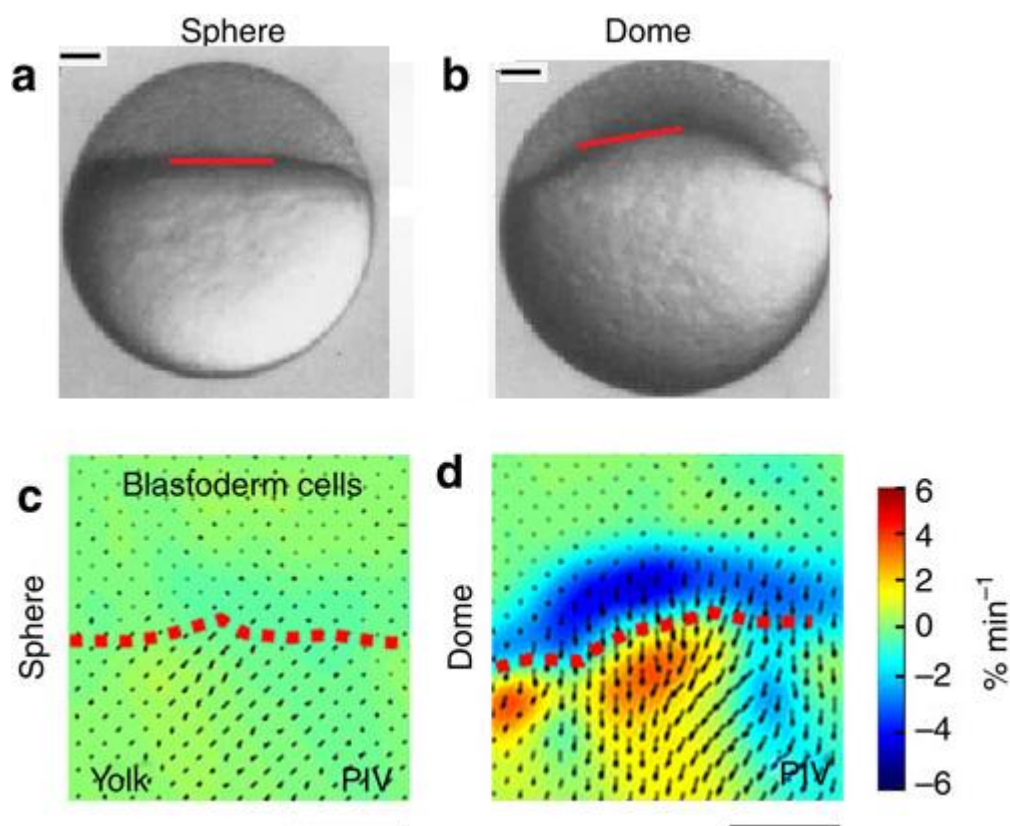 Sphere
Dome
a
b
c
Blastoderm cells
Sphere
Yolk
PIV
d
Dome
PIV
6
4
2
0
−2
−4
−6
% min⁻¹